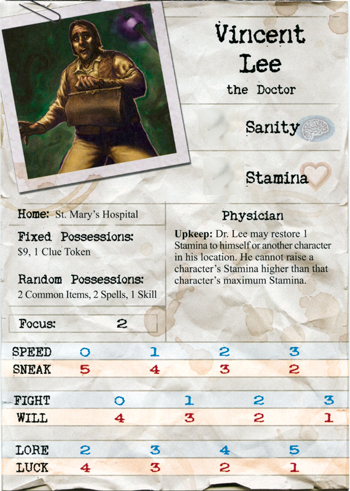 Vincent
Lee
the Doctor
Sanity
Stamina
Home: St. Mary's Hospital
Fixed Possessions:
$9, 1 Clue Token
Random Possessions:
2 Common Items, 2 Spells, 1 Skill
Focus: 2
Physician
Upkeep: Dr. Lee may restore 1
Stamina to himself or another character
in his location. He cannot raise a
character's Stamina higher than that
character's maximum Stamina.
SPEED 0 1 2 3
SNEAK 5 4 3 2
FIGHT 0 1 2 3
WILL 4 3 2 1
LORE 2 3 4 5
LUCK 4 3 2 1